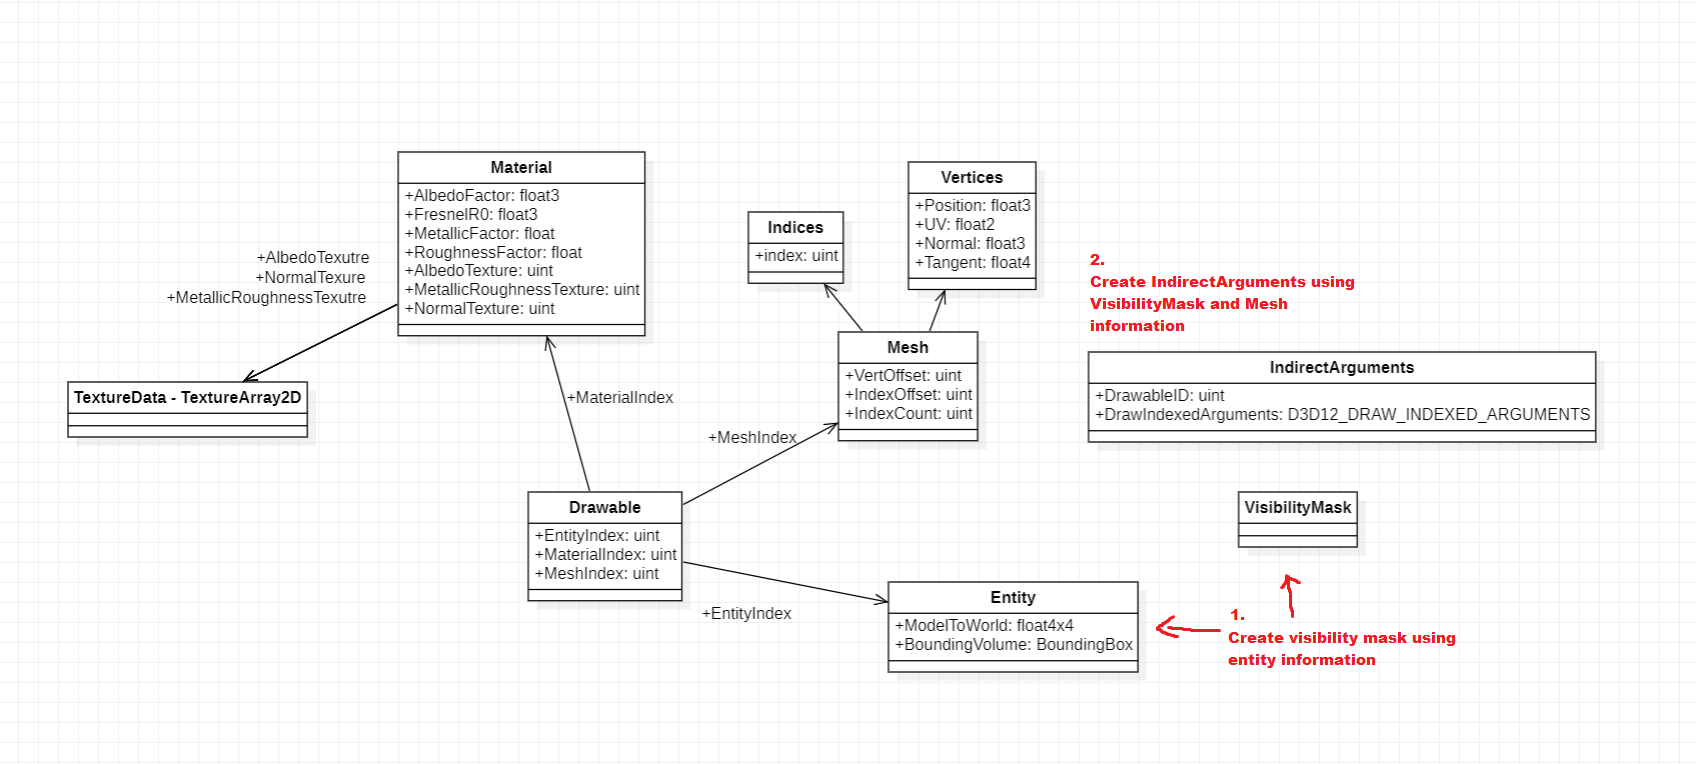 Material
+AlbedoFactor: float3
+FresnelR0: float3
+MetallicFactor: float
+RoughnessFactor: float
+AlbedoTexture: uint
+MetallicRoughnessTexture: uint
+NormalTexture: uint
+AlbedoTexutre
+NormalTexure
+MetallicRoughnessTexutre
TextureData - TextureArray2D
Indices
+index: uint
Vertices
+Position: float3
+UV: float2
+Normal: float3
+Tangent: float4
Mesh
+VertOffset: uint
+IndexOffset: uint
+IndexCount: uint
2.
Create IndirectArguments using
VisibilityMask and Mesh
information
IndirectArguments
+DrawableID: uint
+DrawIndexedArguments: D3D12_DRAW_INDEXED_ARGUMENTS
+MaterialIndex
+MeshIndex
Drawable
+EntityIndex: uint
+MaterialIndex: uint
+MeshIndex: uint
+EntityIndex
VisibilityMask
Entity
+ModelToWorld: float4x4
+BoundingVolume: BoundingBox
1.
Create visibility mask using
entity information